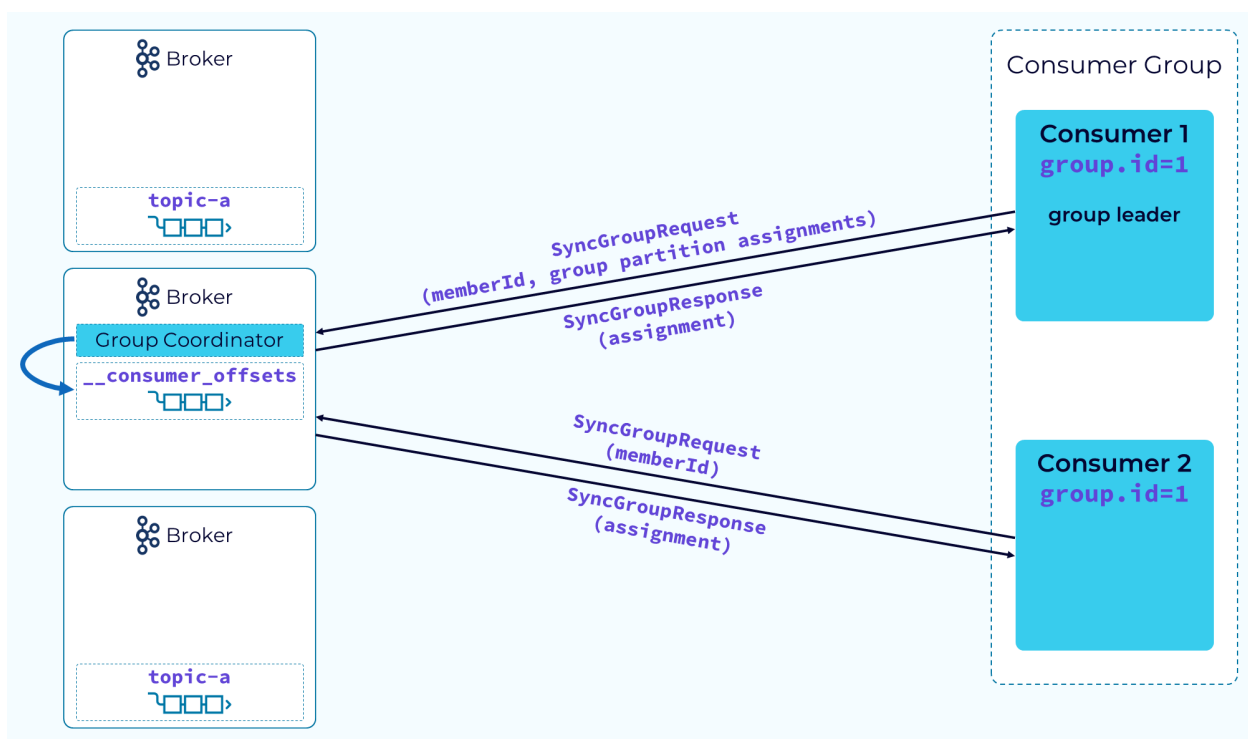 Broker
topic-a
Broker
Group Coordinator
__consumer_offsets
Broker
topic-a
SyncGroupRequest
(memberId, group partition assignments)
SyncGroupResponse
(assignment)
SyncGroupRequest
(memberId)
SyncGroupResponse
(assignment)
Consumer Group
Consumer 1
group.id=1
group leader
Consumer 2
group.id=1